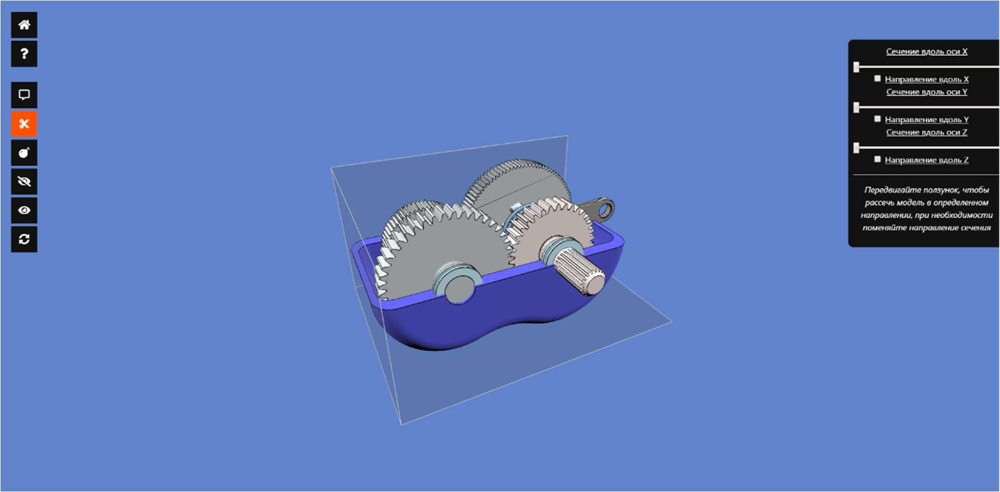 Сечение вдоль оси X
Направление вдоль X
Сечение вдоль оси Y
Направление вдоль Y
Сечение вдоль оси Z
Направление вдоль Z
Передвигайте ползунок, чтобы
рассечь модель в определенном
направлении, при необходимости
поменяйте направление сечения